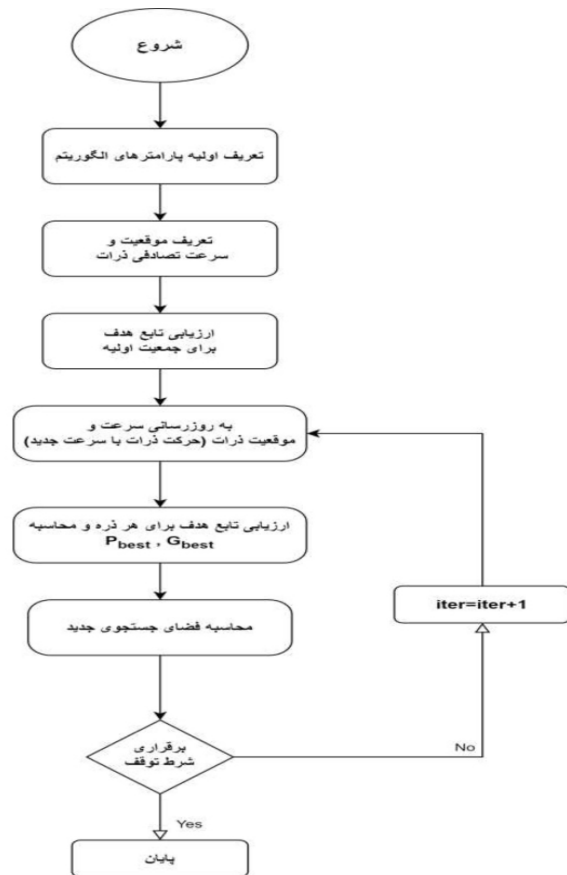 شروع
تعریف اولیه پارامترهای الگوریتم
تعریف موقعیت و
سرعت تصادفی ذرات
ارزیابی تابع هدف
برای جمعیت اولیه
به روزرسانی سرعت و
موقعیت ذرات (حرکت ذرات با سرعت جدید)
ارزیابی تابع هدف برای هر ذره و محاسبه
Pbest , Gbest
iter=iter+1
محاسبه فضای جستجوی جدید
برقراری
شرط توقف
No
Yes
پایان